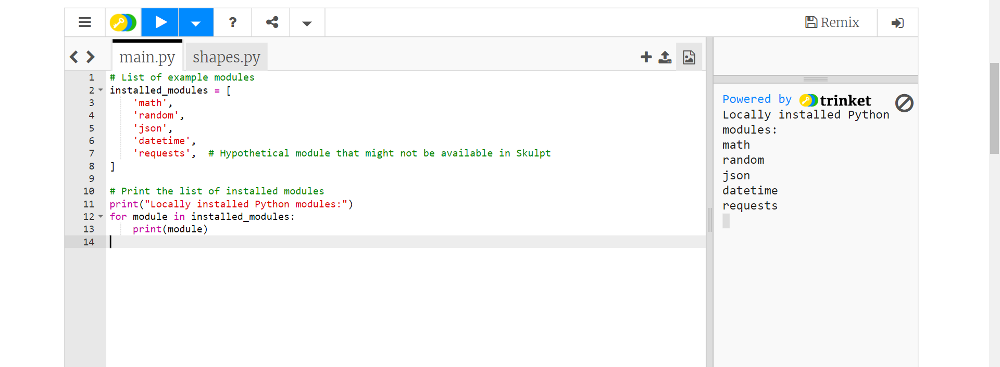 ?
Remix
main.py
shapes.py
1 # List of example modules
2 installed_modules = [
3     'math',
4     'random',
5     'json',
6     'datetime',
7     'requests',  # Hypothetical module that might not be available in Skulpt
8 ]
9
10 # Print the list of installed modules
11 print("Locally installed Python modules:")
12 for module in installed_modules:
13     print(module)
14
Powered by trinket
Locally installed Python
modules:
math
random
json
datetime
requests